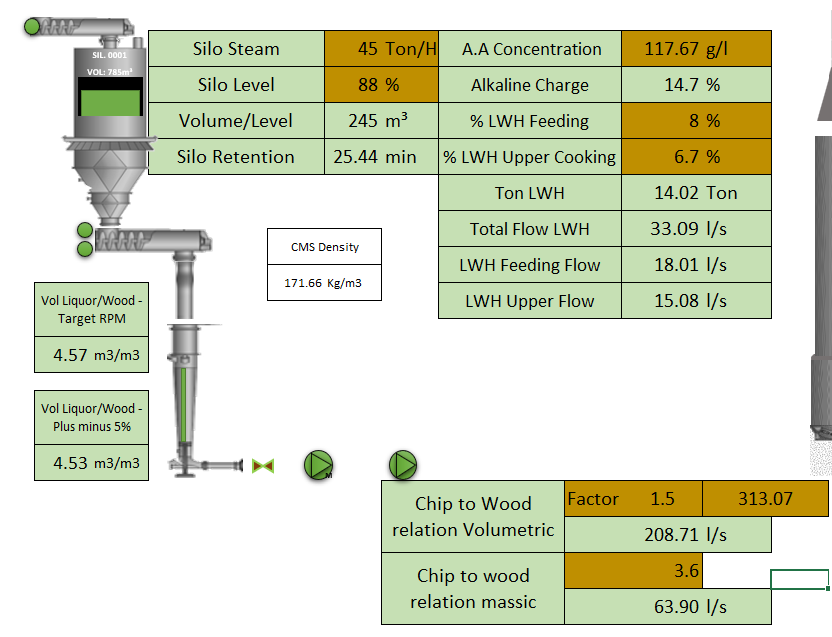 SIL. 0001
VOL: 785m³
Silo Steam 45 Ton/H A.A Concentration 117.67 g/l
Silo Level 88 % Alkaline Charge 14.7 %
Volume/Level 245 m³ % LWH Feeding 8 %
Silo Retention 25.44 min % LWH Upper Cooking 6.7 %
Ton LWH 14.02 Ton
Total Flow LWH 33.09 l/s
LWH Feeding Flow 18.01 l/s
LWH Upper Flow 15.08 l/s
CMS Density
171.66 Kg/m3
Vol Liquor/Wood -
Target RPM
4.57 m3/m3
Vol Liquor/Wood -
Plus minus 5%
4.53 m3/m3
M
Chip to Wood
relation Volumetric
Factor 1.5 313.07
208.71 l/s
Chip to wood
relation massic
3.6
63.90 l/s